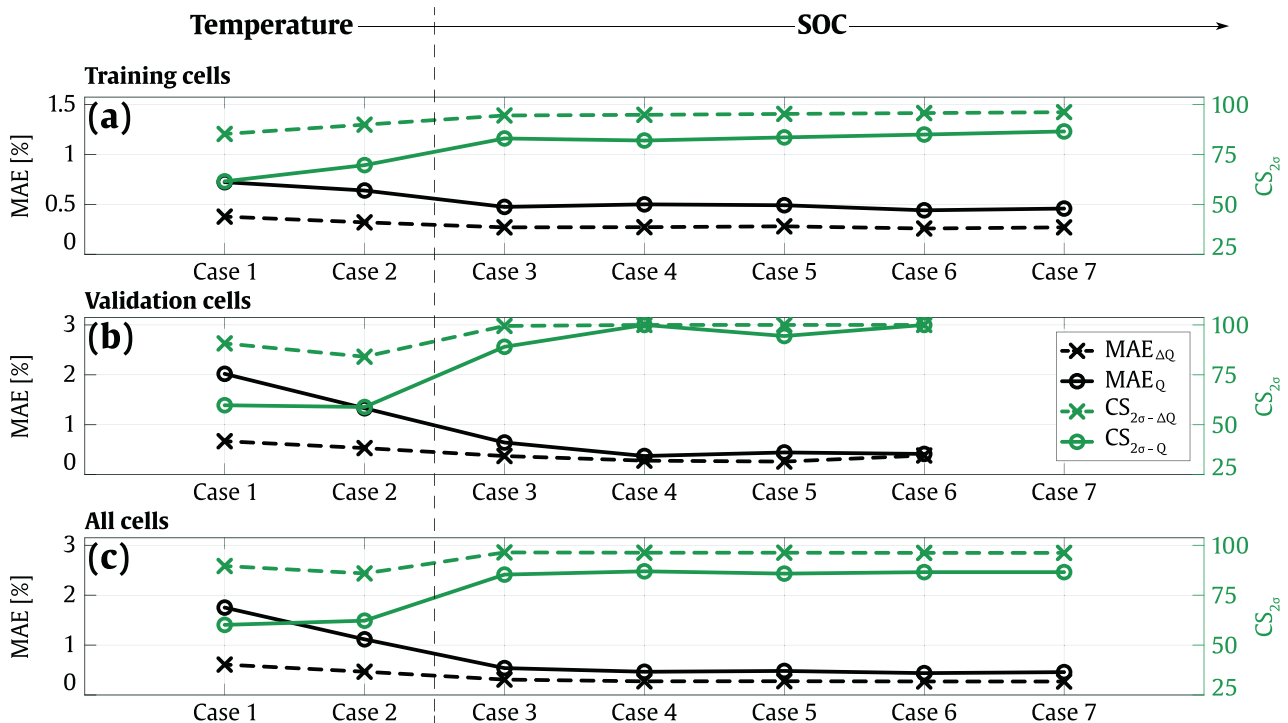 Temperature SOC
Training cells
(a)
MAE [%]
1.5
1
0.5
0
100
75
50
25
CS2σ
Case 1 Case 2 Case 3 Case 4 Case 5 Case 6 Case 7
Validation cells
(b)
MAE [%]
3
2
1
0
100
75
50
25
CS2σ
MAEΔQ
MAEQ
CS2σ-ΔQ
CS2σ-Q
Case 1 Case 2 Case 3 Case 4 Case 5 Case 6 Case 7
All cells
(c)
MAE [%]
3
2
1
0
100
75
50
25
CS2σ
Case 1 Case 2 Case 3 Case 4 Case 5 Case 6 Case 7